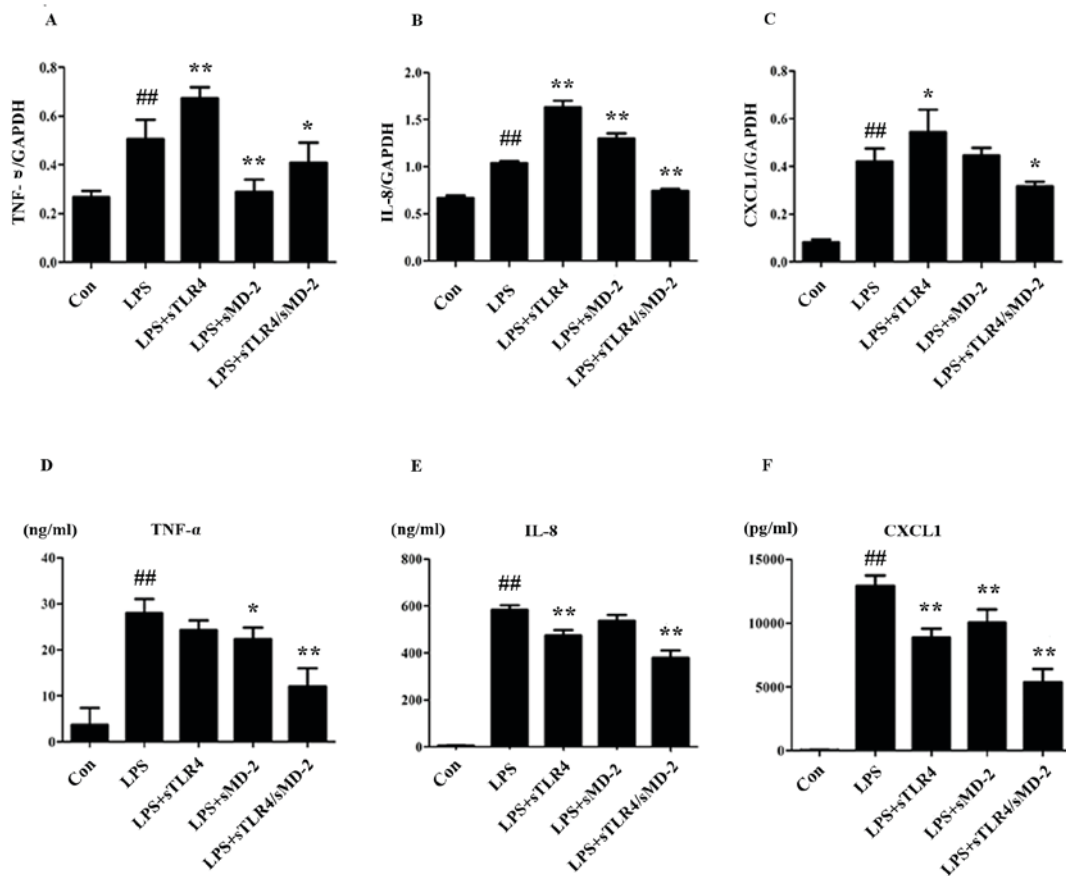 A
TNF-α/GAPDH
0.8
0.6
0.4
0.2
0.0
##
**
**
*
Con
LPS
LPS+sTLR4
LPS+sMD-2
LPS+sTLR4/sMD-2
B
IL-8/GAPDH
2.0
1.5
1.0
0.5
0.0
##
**
**
**
Con
LPS
LPS+sTLR4
LPS+sMD-2
LPS+sTLR4/sMD-2
C
CXCL1/GAPDH
0.8
0.6
0.4
0.2
0.0
##
*
*
Con
LPS
LPS+sTLR4
LPS+sMD-2
LPS+sTLR4/sMD-2
D
(ng/ml)
TNF-α
40
30
20
10
0
##
*
**
Con
LPS
LPS+sTLR4
LPS+sMD-2
LPS+sTLR4/sMD-2
E
(ng/ml)
IL-8
800
600
400
200
0
##
**
**
Con
LPS
LPS+sTLR4
LPS+sMD-2
LPS+sTLR4/sMD-2
F
(pg/ml)
CXCL1
15000
10000
5000
0
##
**
**
**
Con
LPS
LPS+sTLR4
LPS+sMD-2
LPS+sTLR4/sMD-2